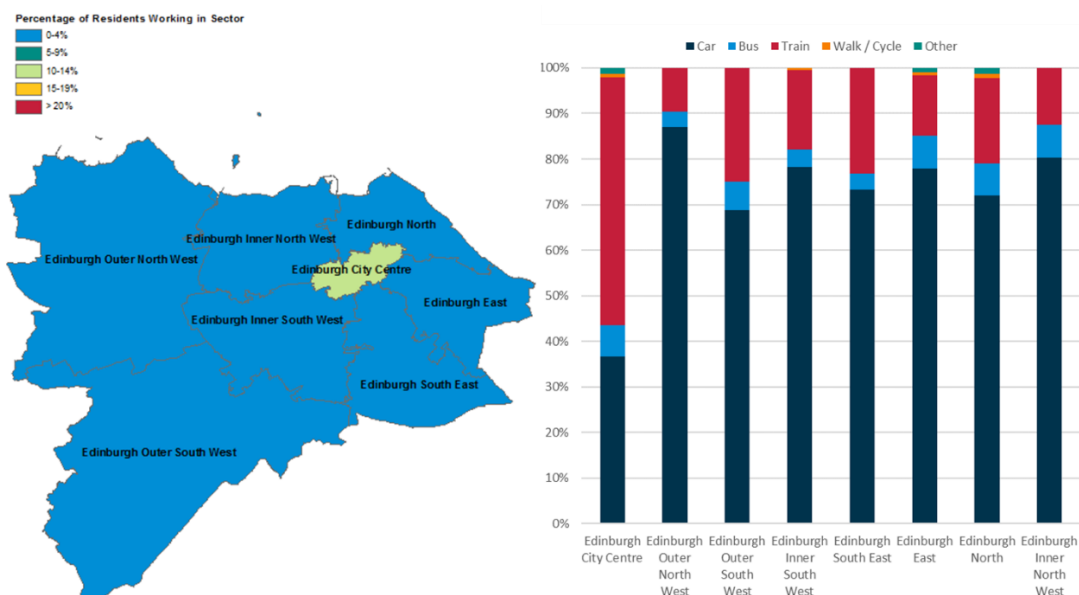 Percentage of Residents Working in Sector
0-4%
5-9%
10-14%
15-19%
> 20%
Edinburgh North
Edinburgh Inner North West
Edinburgh Outer North West
Edinburgh City Centre
Edinburgh East
Edinburgh Inner South West
Edinburgh South East
Edinburgh Outer South West
Car Bus Train Walk / Cycle Other
100%
90%
80%
70%
60%
50%
40%
30%
20%
10%
0%
Edinburgh
City Centre
Edinburgh
Outer
North
West
Edinburgh
Outer
South
West
Edinburgh
Inner
South
West
Edinburgh
South East
Edinburgh
East
Edinburgh
North
Edinburgh
Inner
North
West